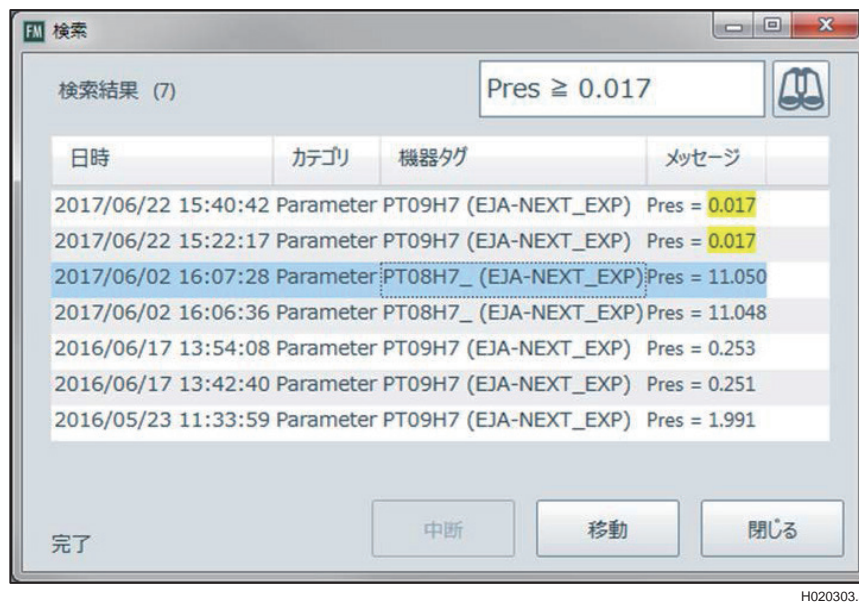 FM 検索
検索結果 (7) Pres ≧ 0.017
日時 カテゴリ 機器タグ メッセージ
2017/06/22 15:40:42 Parameter PT09H7 (EJA-NEXT_EXP) Pres = 0.017
2017/06/22 15:22:17 Parameter PT09H7 (EJA-NEXT_EXP) Pres = 0.017
2017/06/02 16:07:28 Parameter PT08H7_ (EJA-NEXT_EXP) Pres = 11.050
2017/06/02 16:06:36 Parameter PT08H7_ (EJA-NEXT_EXP) Pres = 11.048
2016/06/17 13:54:08 Parameter PT09H7 (EJA-NEXT_EXP) Pres = 0.253
2016/06/17 13:42:40 Parameter PT09H7 (EJA-NEXT_EXP) Pres = 0.251
2016/05/23 11:33:59 Parameter PT09H7 (EJA-NEXT_EXP) Pres = 1.991
完了 中断 移動 閉じる
H020303.